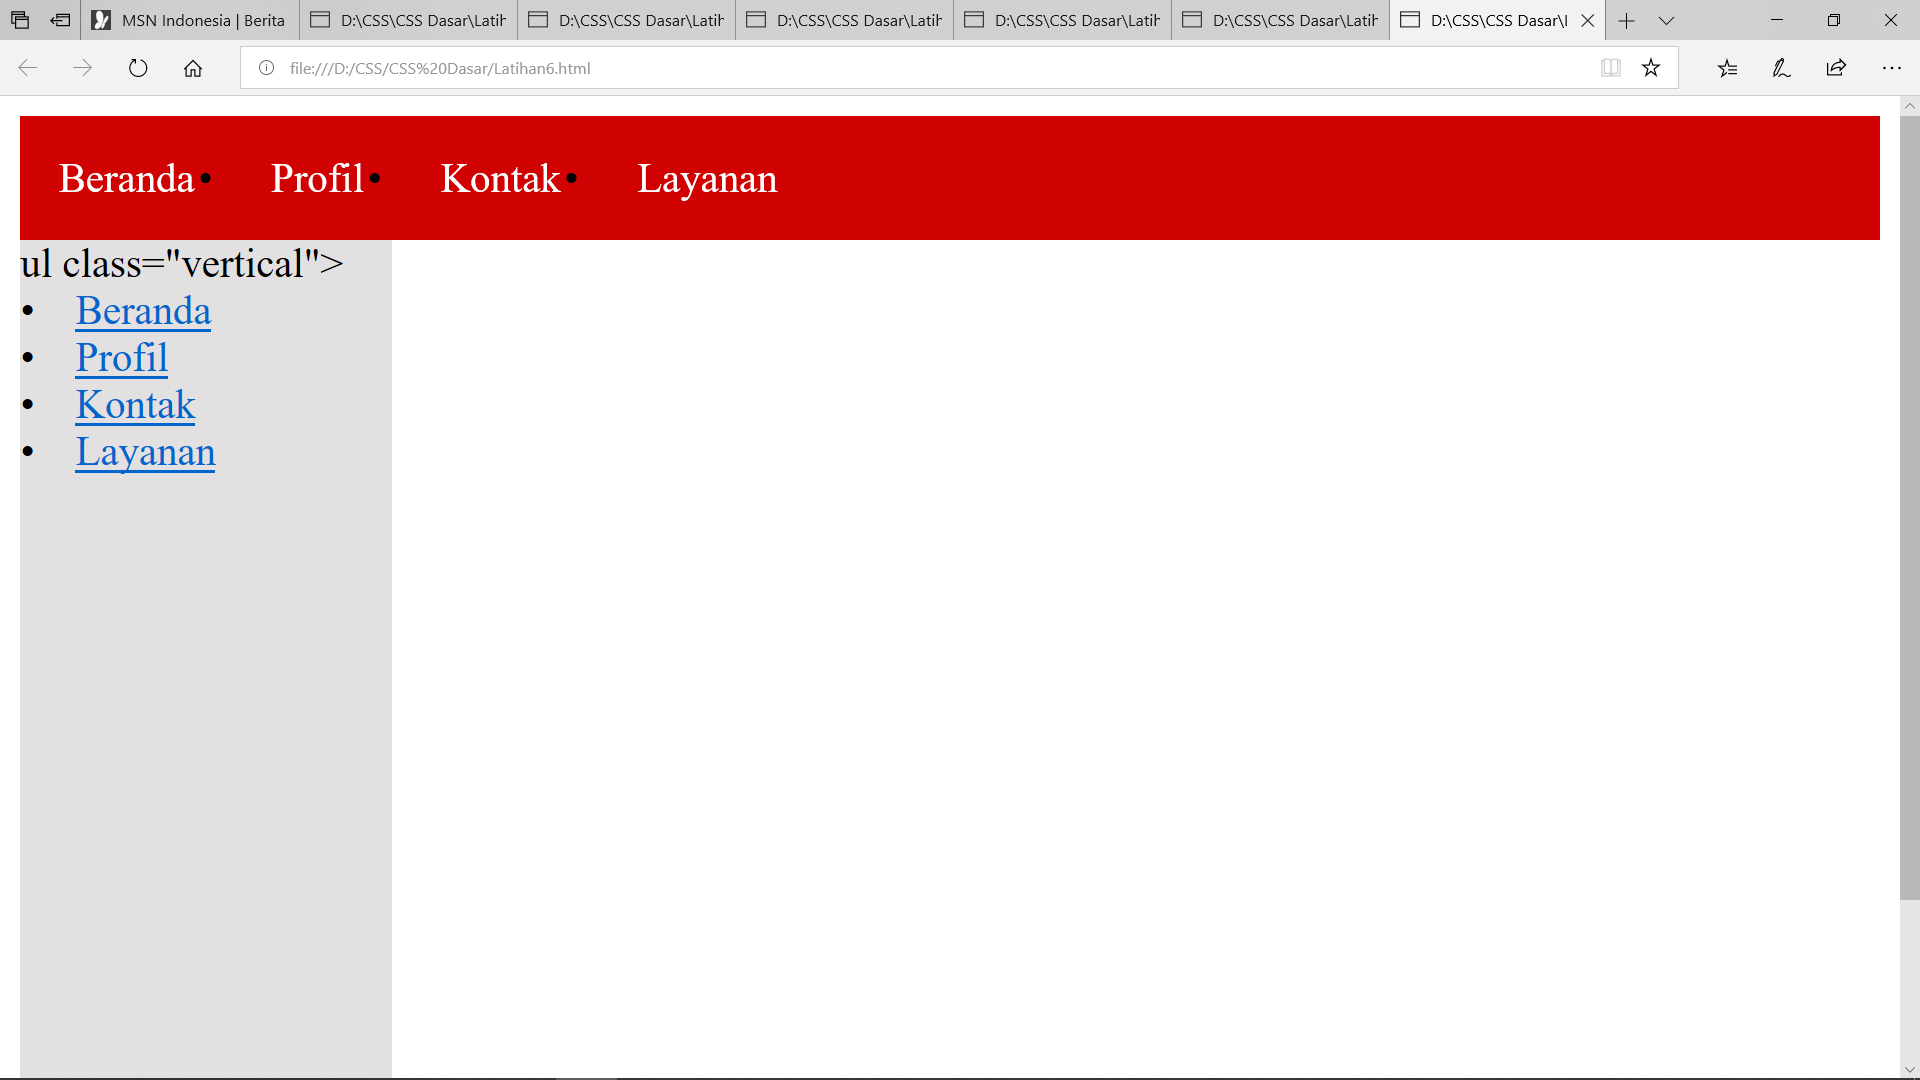 MSN Indonesia | Berita D:\CSS\CSS Dasar\Latih D:\CSS\CSS Dasar\Latih D:\CSS\CSS Dasar\Latih D:\CSS\CSS Dasar\Latih D:\CSS\CSS Dasar\Latih D:\CSS\CSS Dasar\l
file:///D:/CSS/CSS%20Dasar/Latihan6.html
Beranda• Profil• Kontak• Layanan
ul class="vertical">
• Beranda
• Profil
• Kontak
• Layanan